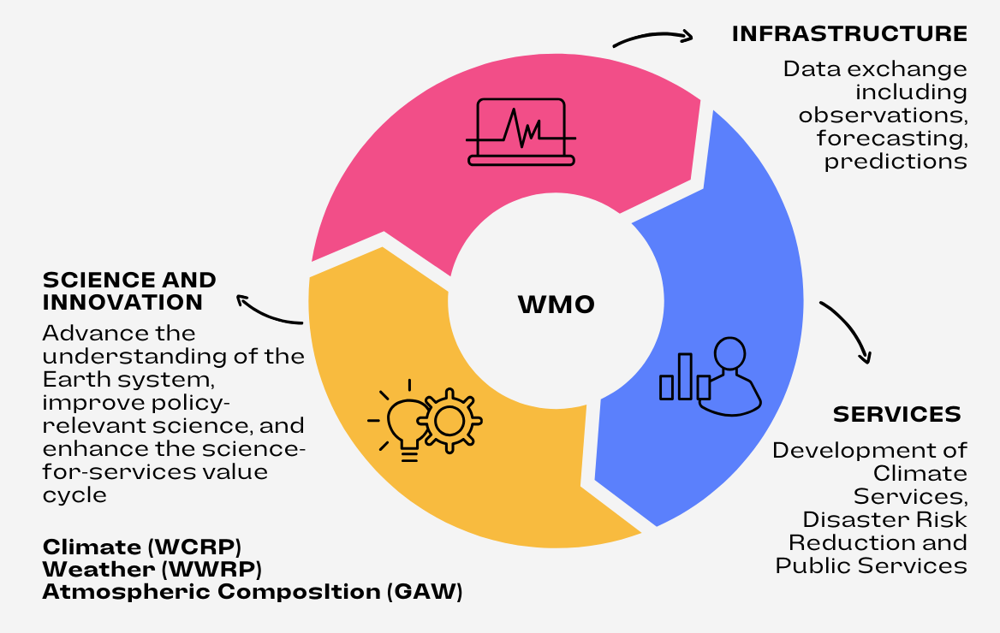 INFRASTRUCTURE
Data exchange
including
observations,
forecasting,
predictions
SCIENCE AND
INNOVATION
Advance the
understanding of the
Earth system,
improve policy-
relevant science, and
enhance the science-
for-services value
cycle
Climate (WCRP)
Weather (WWRP)
Atmospheric ComposItion (GAW)
WMO
SERVICES
Development of
Climate
Services,
Disaster Risk
Reduction and
Public Services